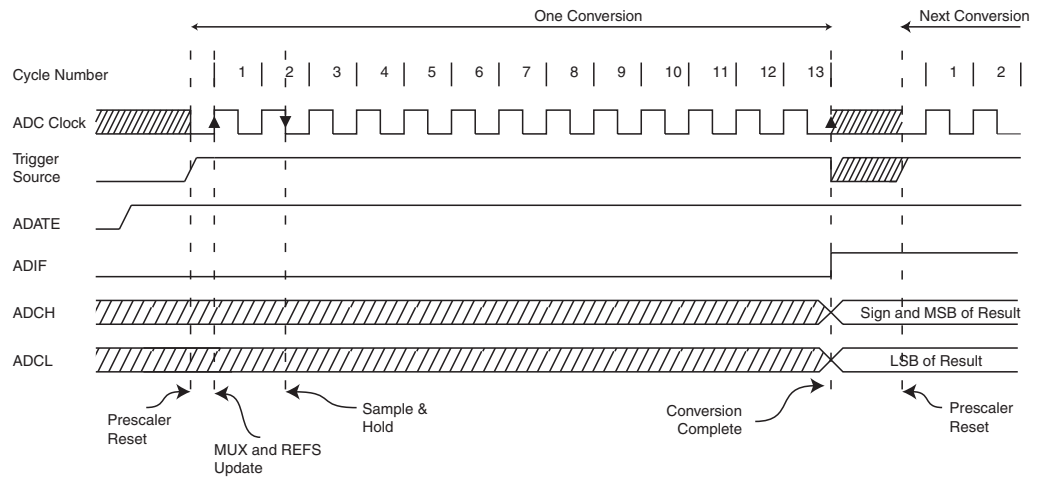 One Conversion
Next Conversion
Cycle Number
1 2 3 4 5 6 7 8 9 10 11 12 13 1 2
ADC Clock
Trigger
Source
ADATE
ADIF
ADCH
Sign and MSB of Result
ADCL
LSB of Result
Prescaler
Reset
MUX and REFS
Update
Sample &
Hold
Conversion
Complete
Prescaler
Reset